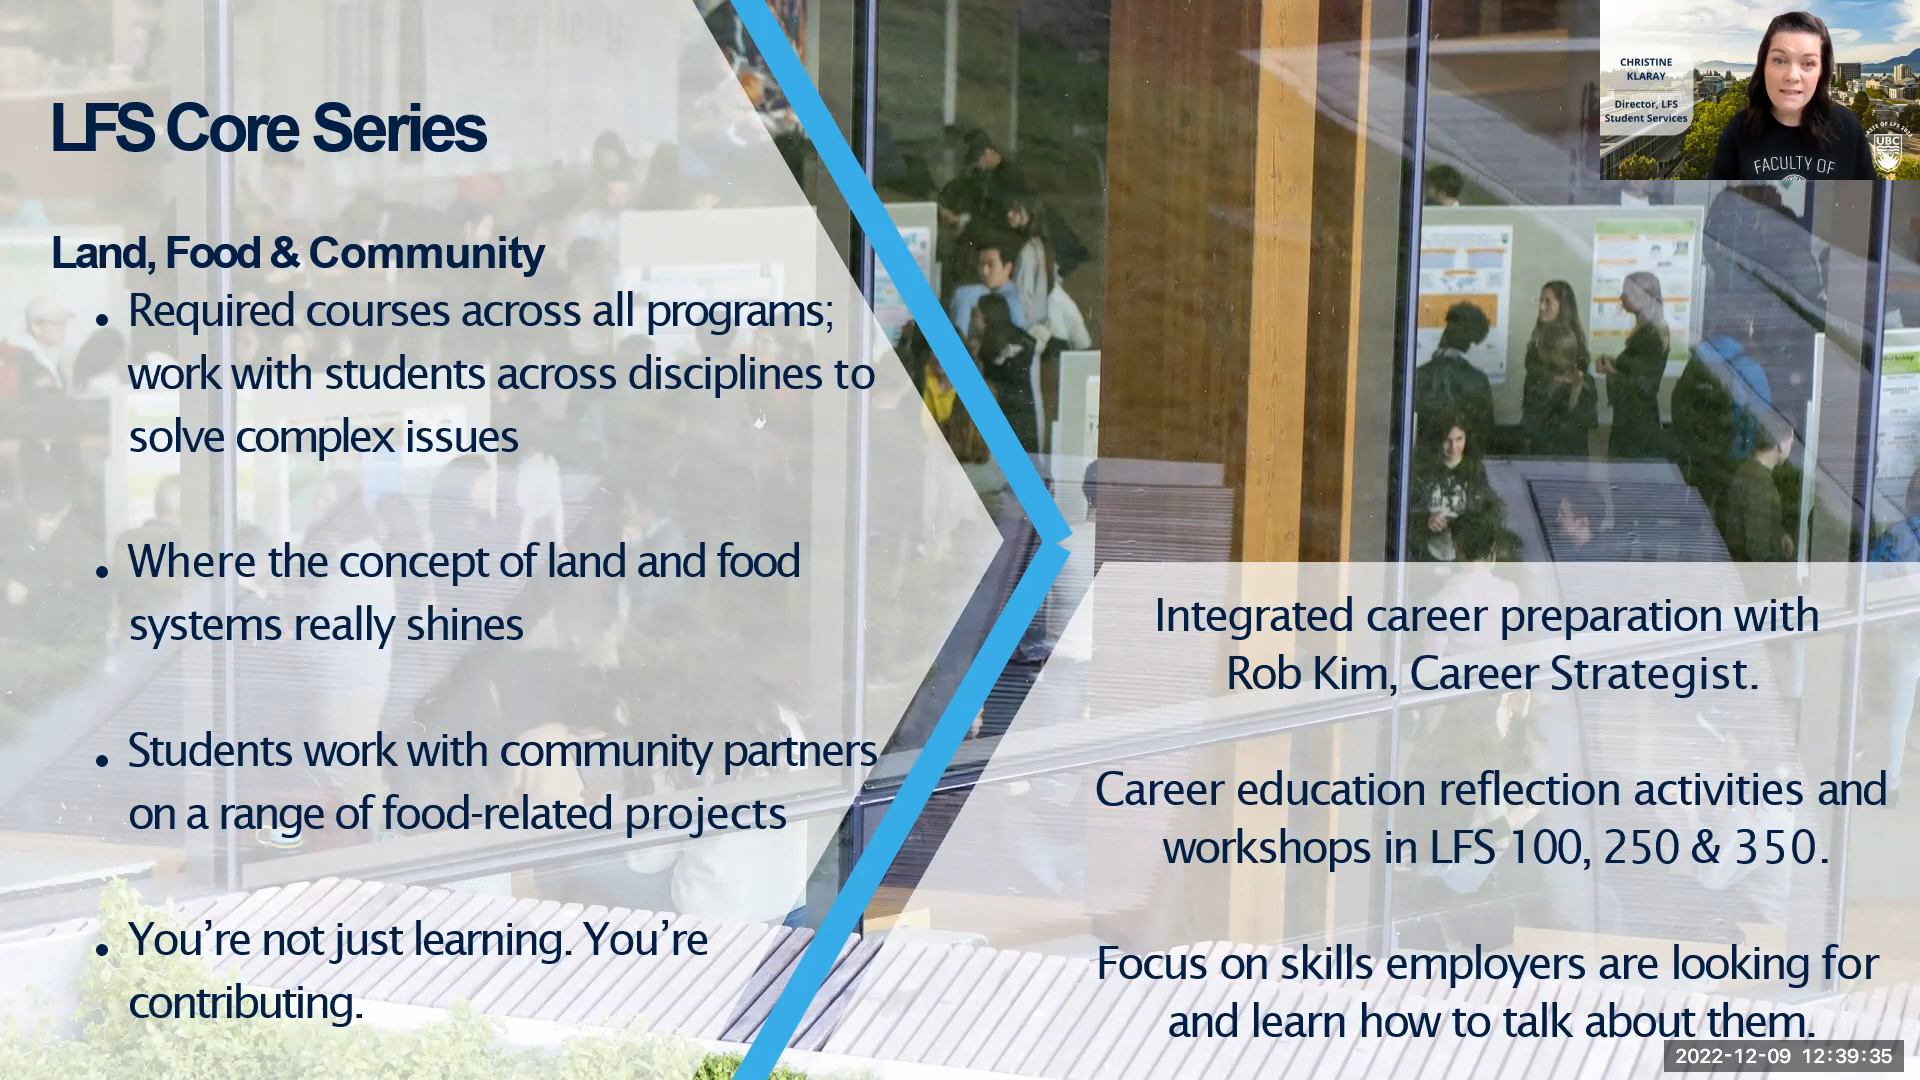 LFS Core Series
Land, Food & Community
• Required courses across all programs;
work with students across disciplines to
solve complex issues
• Where the concept of land and food
systems really shines
• Students work with community partners
on a range of food-related projects
• You’re not just learning. You’re
contributing.
CHRISTINE
KLARAY
Director, LFS
Student Services
FACULTY OF
TASTE OF LFS 2022
UBC
Integrated career preparation with
Rob Kim, Career Strategist.
Career education reflection activities and
workshops in LFS 100, 250 & 350.
Focus on skills employers are looking for
and learn how to talk about them.
2022-12-09 12:39:35